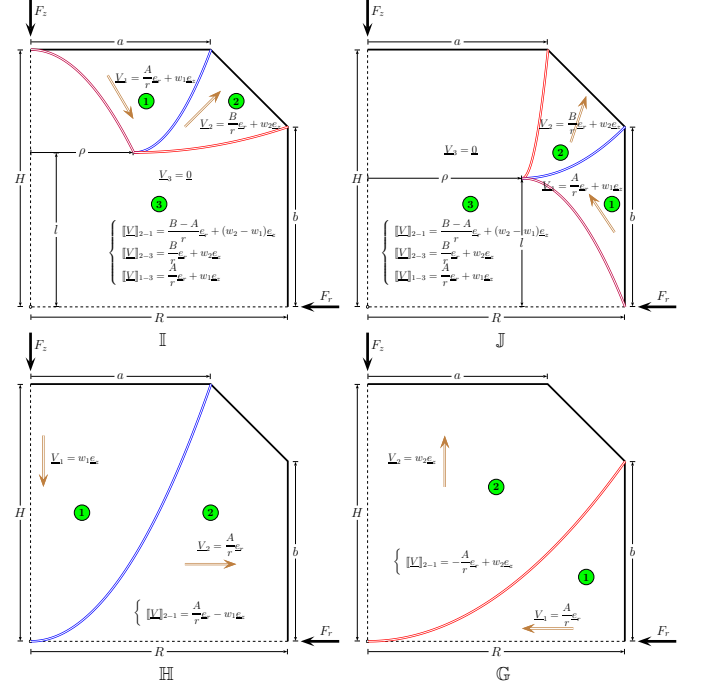 F_z
a
V_1 = A/r e_r + w_1 e_z
1
2
V_2 = B/r e_r + w_2 e_z
ρ
V_3 = 0
3
H
l
b
⟦V⟧_{2−1} = (B − A)/r e_r + (w_2 − w_1)e_z
⟦V⟧_{2−3} = B/r e_r + w_2 e_z
⟦V⟧_{1−3} = A/r e_r + w_1 e_z
F_r
R
𝕀
F_z
a
V_2 = B/r e_r + w_2 e_z
V_3 = 0
2
ρ
V_1 = A/r e_r + w_1 e_z
H
3
1
b
⟦V⟧_{2−1} = (B − A)/r e_r + (w_2 − w_1)e_z
l
⟦V⟧_{2−3} = B/r e_r + w_2 e_z
⟦V⟧_{1−3} = A/r e_r + w_1 e_z
F_r
R
𝕁
F_z
a
V_1 = w_1 e_z
H
1
2
V_2 = A/r e_r
b
⟦V⟧_{2−1} = A/r e_r − w_1 e_z
F_r
R
ℍ
F_z
a
V_2 = w_2 e_z
2
H
b
⟦V⟧_{2−1} = −A/r e_r + w_2 e_z
1
V_1 = A/r e_r
F_r
R
𝔾